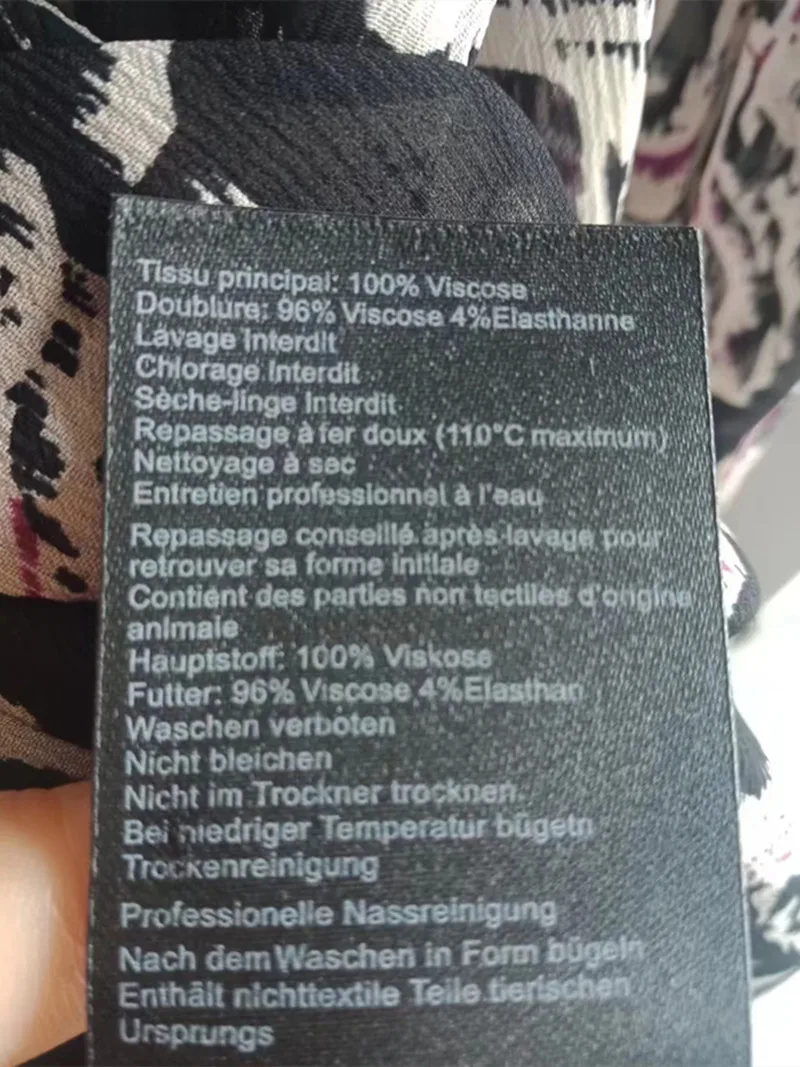 Tissu principal: 100% Viscose
Doublure: 96% Viscose 4%Elasthanne
Lavage Interdit
Chlorage Interdit
Sèche-linge Interdit
Repassage à fer doux (110°C maximum)
Nettoyage à sec
Entretien professionnel à l'eau
Repassage conseillé après lavage pour
retrouver sa forme initiale
Contient des parties non tectiles d'origine
animale
Hauptstoff: 100% Viskose
Futter: 96% Viscose 4%Elasthan
Waschen verboten
Nicht bleichen
Nicht im Trockner trocknen.
Bei niedriger Temperatur bügeln
Trockenreinigung
Professionelle Nassreinigung
Nach dem Waschen in Form bügeln
Enthält nichttextile Teile tierischen
Ursprungs